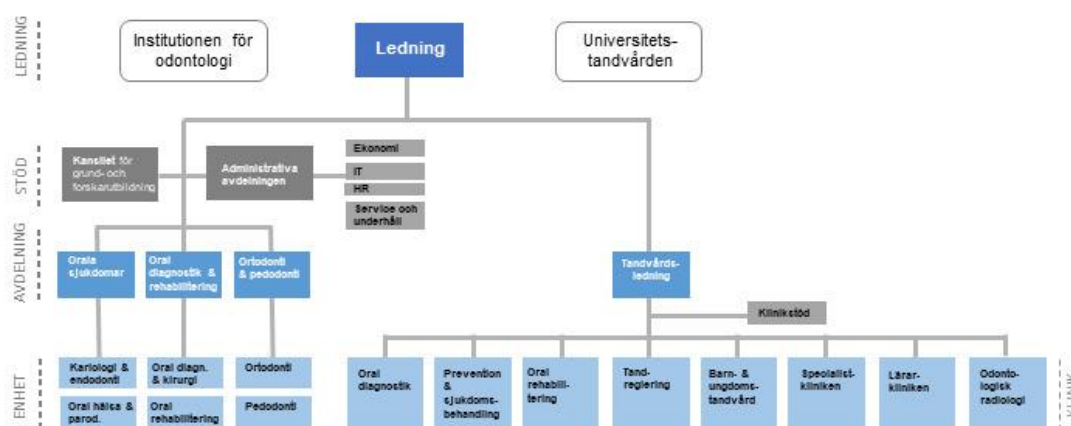 LEDNING
Institutionen för
odontologi
Ledning
Universitets-
tandvården
STÖD
Kansliet för
grund- och
forskarutbildning
Administrativa
avdelningen
Ekonomi
IT
HR
Service och
underhåll
AVDELNING
Orala
sjukdomar
Oral
diagnostik &
rehabilitering
Ortodonti
& pedodonti
Tandvårds-
ledning
Klinikstöd
ENHET
Kariologi &
endodonti
Oral diagn.
& kirurgi
Ortodonti
Oral hälsa &
parod.
Oral
rehabilitering
Pedodonti
Oral
diagnostik
Prevention
&
sjukdoms-
behandling
Oral
rehabili-
tering
Tand-
reglering
Barn- &
ungdoms-
tandvård
Specialist-
kliniken
Lärar-
kliniken
Odonto-
logisk
radiologi
KLINIK